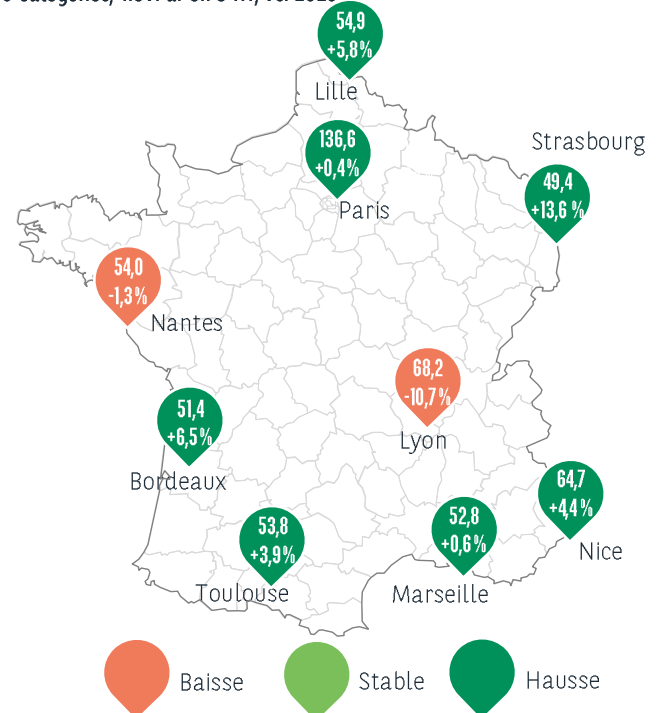 54,9
+5,8%
Lille
136,6
+0,4%
Paris
Strasbourg
49,4
+13,6 %
54,0
-1,3%
Nantes
68,2
-10,7%
Lyon
51,4
+6,5%
Bordeaux
64,7
+4,4%
Nice
53,8
+3,9%
Toulouse
52,8
+0,6%
Marseille
Baisse
Stable
Hausse